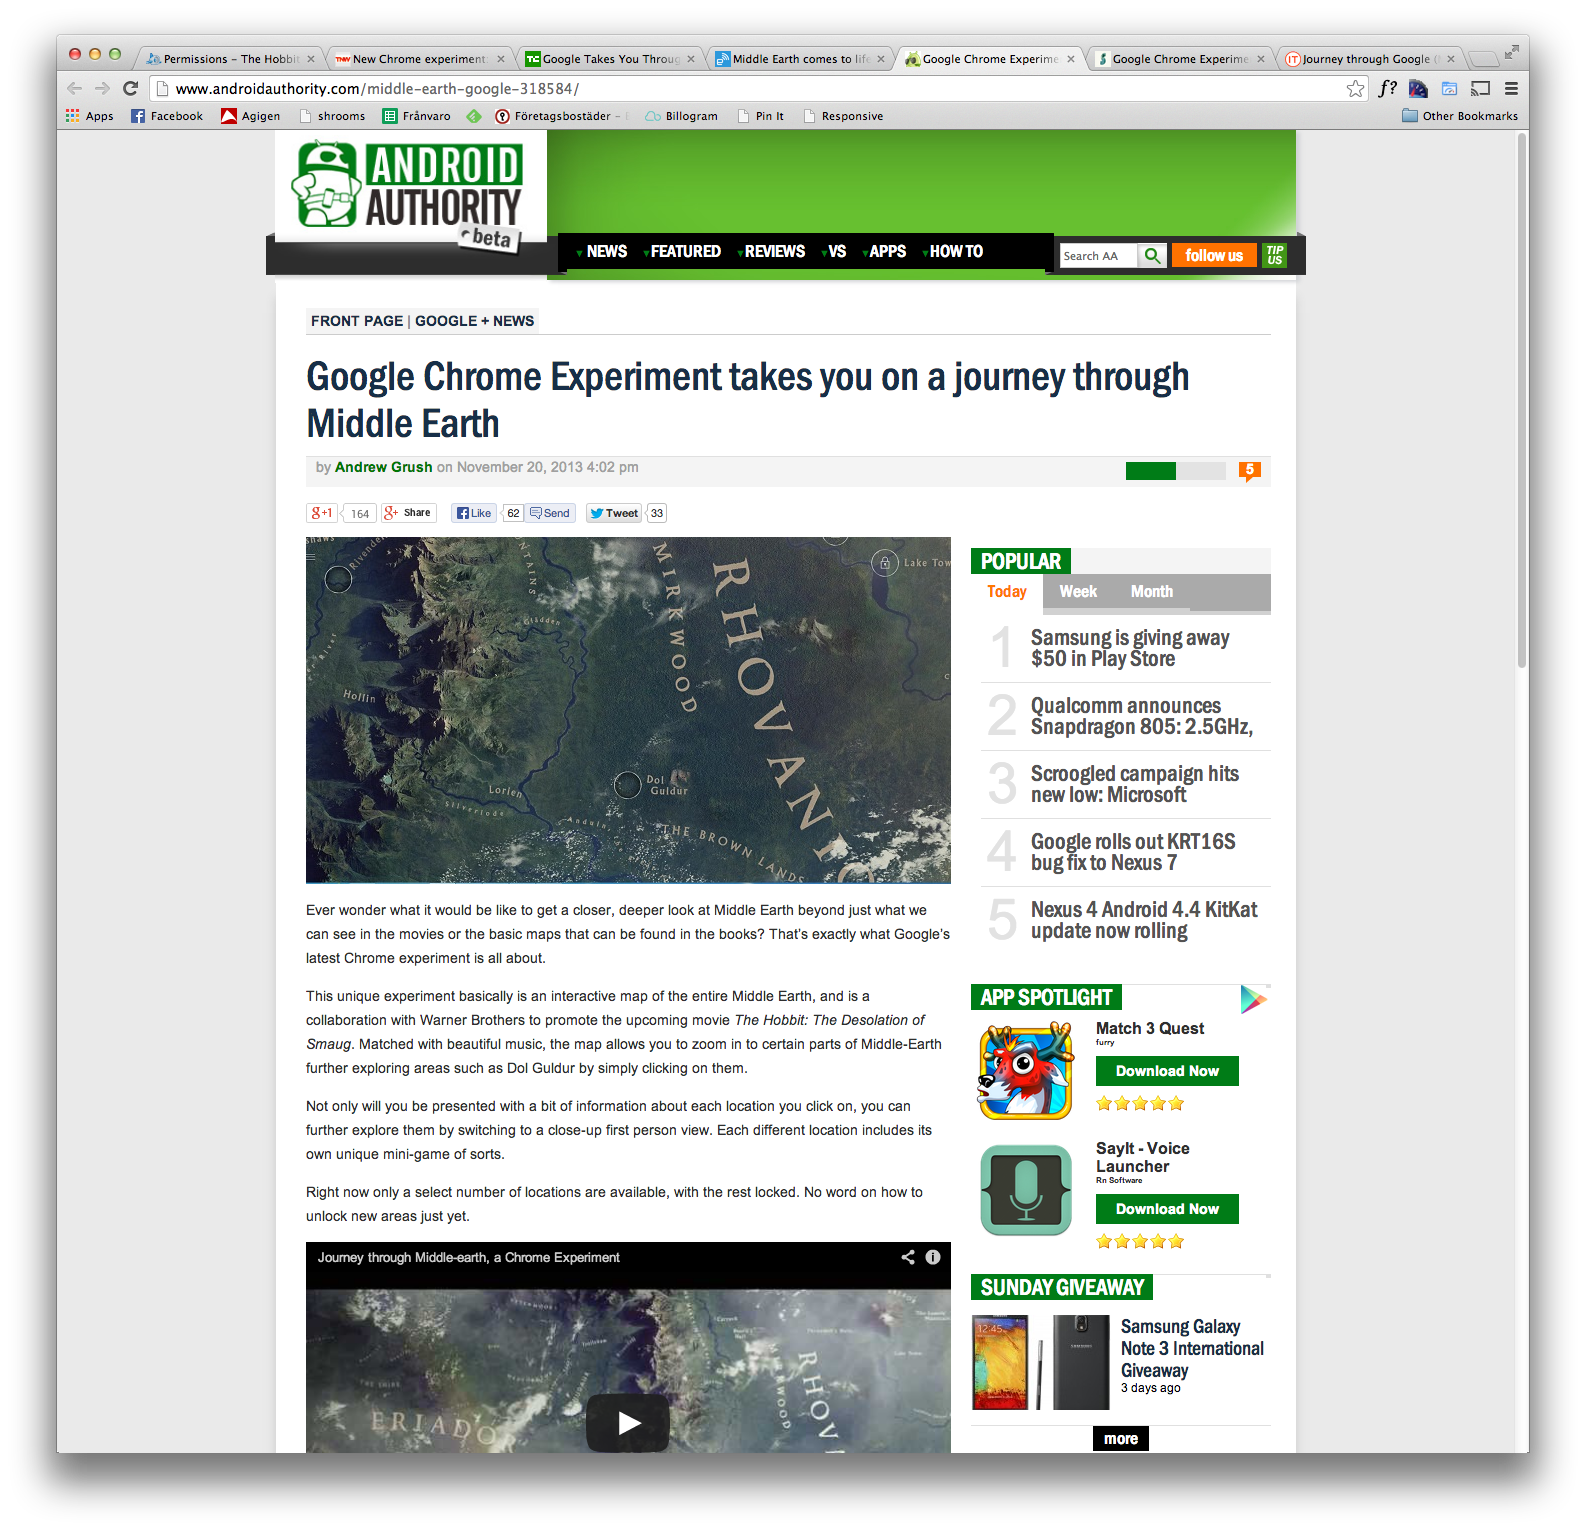 Permissions – The Hobbit
TNW New Chrome experiment
TC Google Takes You Throug
Middle Earth comes to life
Google Chrome Experime
Google Chrome Experime
IT Journey through Google (
www.androidauthority.com/middle-earth-google-318584/
f?
Apps
Facebook
Agigen
shrooms
Frånvaro
Företagsbostäder –
Billogram
Pin It
Responsive
Other Bookmarks
ANDROID
AUTHORITY
beta
NEWS
FEATURED
REVIEWS
VS
APPS
HOW TO
Search AA
follow us
TIP
US
FRONT PAGE | GOOGLE + NEWS
Google Chrome Experiment takes you on a journey through
Middle Earth
by Andrew Grush on November 20, 2013 4:02 pm
5
g+1
164
g+ Share
Like
62
Send
Tweet
33
Rivendell
NTAINS
MIRKWOOD
RHOVANI
Lake Tow
Gladden
River
Hollin
Dol
Guldur
Lorien
Silverlode
Anduin
THE BROWN LANDS
Ever wonder what it would be like to get a closer, deeper look at Middle Earth beyond just what we
can see in the movies or the basic maps that can be found in the books? That's exactly what Google's
latest Chrome experiment is all about.
This unique experiment basically is an interactive map of the entire Middle Earth, and is a
collaboration with Warner Brothers to promote the upcoming movie The Hobbit: The Desolation of
Smaug. Matched with beautiful music, the map allows you to zoom in to certain parts of Middle-Earth
further exploring areas such as Dol Guldur by simply clicking on them.
Not only will you be presented with a bit of information about each location you click on, you can
further explore them by switching to a close-up first person view. Each different location includes its
own unique mini-game of sorts.
Right now only a select number of locations are available, with the rest locked. No word on how to
unlock new areas just yet.
Journey through Middle-earth, a Chrome Experiment
ERIADO
WOOD
RHOV
POPULAR
Today
Week
Month
1 Samsung is giving away
$50 in Play Store
2 Qualcomm announces
Snapdragon 805: 2.5GHz,
3 Scroogled campaign hits
new low: Microsoft
4 Google rolls out KRT16S
bug fix to Nexus 7
5 Nexus 4 Android 4.4 KitKat
update now rolling
APP SPOTLIGHT
Match 3 Quest
furry
Download Now
SayIt - Voice
Launcher
Rn Software
Download Now
SUNDAY GIVEAWAY
12:45
SAMSUNG
Samsung Galaxy
Note 3 International
Giveaway
3 days ago
more